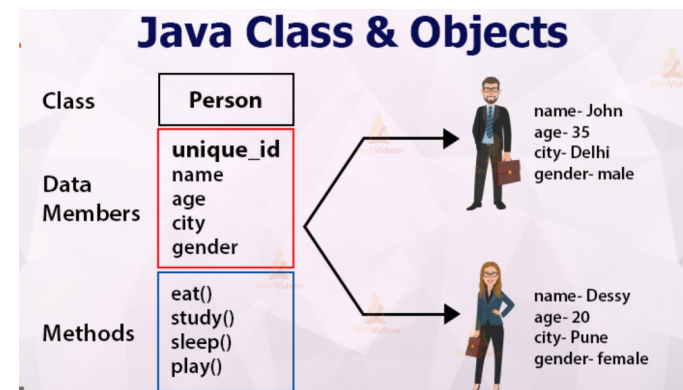 Java Class & Objects
Class
Person
Data
Members
unique_id
name
age
city
gender
Methods
eat()
study()
sleep()
play()
name- John
age- 35
city- Delhi
gender- male
name- Dessy
age- 20
city- Pune
gender- female
TechVidvan